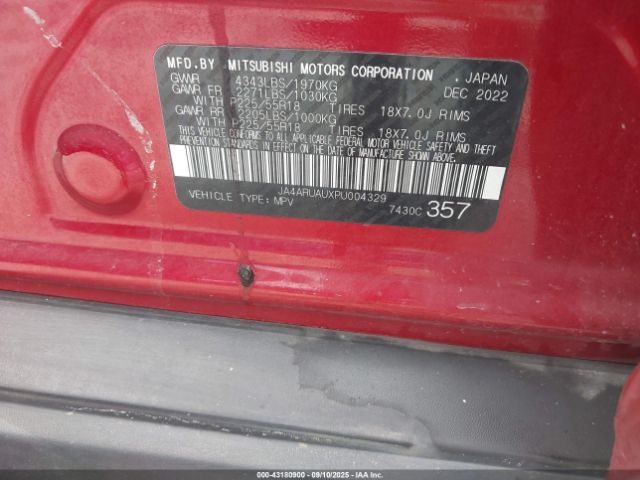 MFD.BY MITSUBISHI MOTORS CORPORATION . JAPAN
GVWR 4343LBS/1970KG DEC 2022
GAWR FR 2271LBS/1030KG
WITH P225/55R18 TIRES 18X7.0J RIMS
GAWR RR 2205LBS/1000KG
WITH P225/55R18 TIRES 18X7.0J RIMS
THIS VEHICLE CONFORMS TO ALL APPLICABLE FEDERAL MOTOR VEHICLE SAFETY AND THEFT PREVENTION STANDARDS IN EFFECT ON THE DATE OF MANUFACTURE SHOWN ABOVE.
JA4ARUAUXPU004329
VEHICLE TYPE: MPV 7430C 357
000-43180900 - 09/10/2025 - IAAI.COM